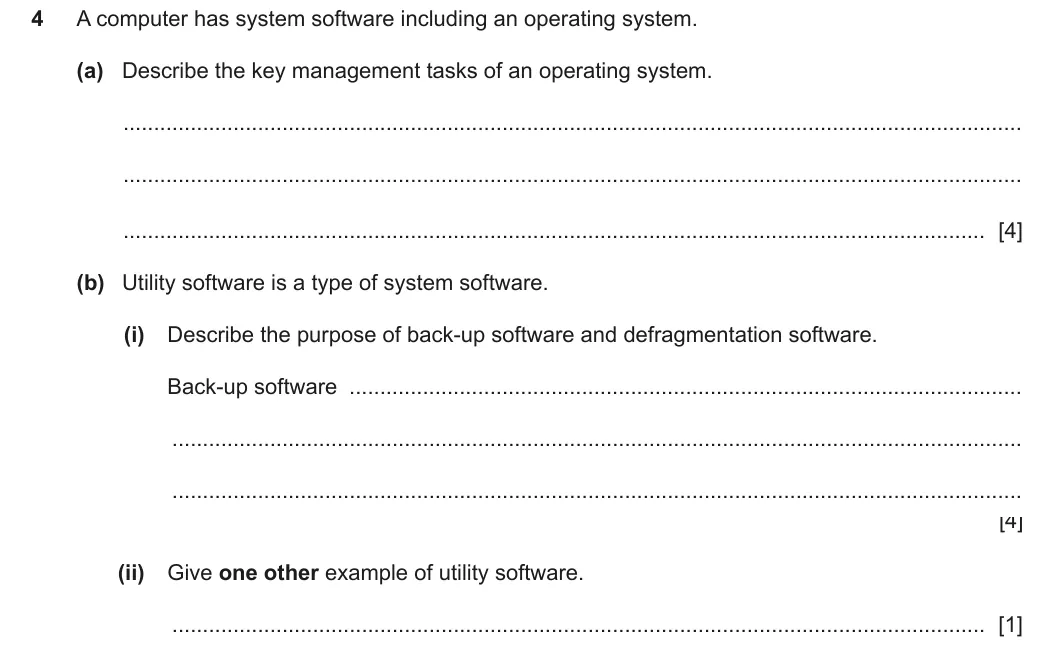 4 A computer has system software including an operating system.
(a) Describe the key management tasks of an operating system.
[4]
(b) Utility software is a type of system software.
(i) Describe the purpose of back-up software and defragmentation software.
Back-up software
[4]
(ii) Give one other example of utility software.
[1]